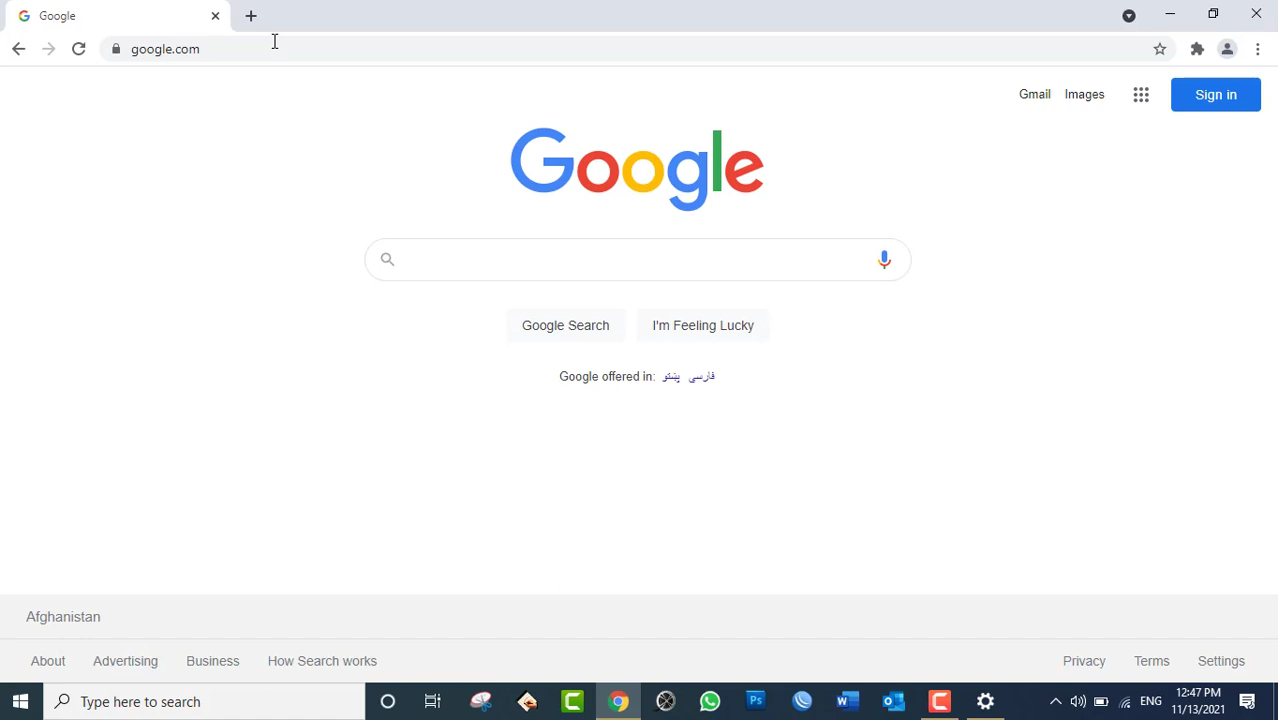 Google
google.com
Gmail Images Sign in
Google
Google Search I'm Feeling Lucky
Google offered in: پښتو فارسی
Afghanistan
About Advertising Business How Search works Privacy Terms Settings
Type here to search C Ps W C ENG 12:47 PM
11/13/2021